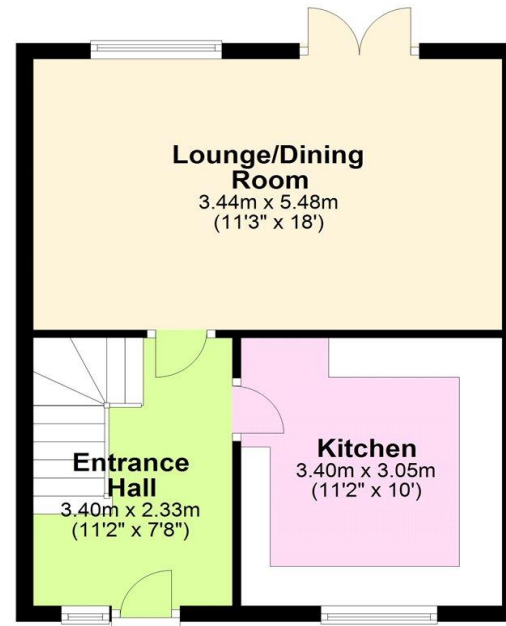 Lounge/Dining
Room
3.44m x 5.48m
(11'3" x 18')
Entrance
Hall
3.40m x 2.33m
(11'2" x 7'8")
Kitchen
3.40m x 3.05m
(11'2" x 10')